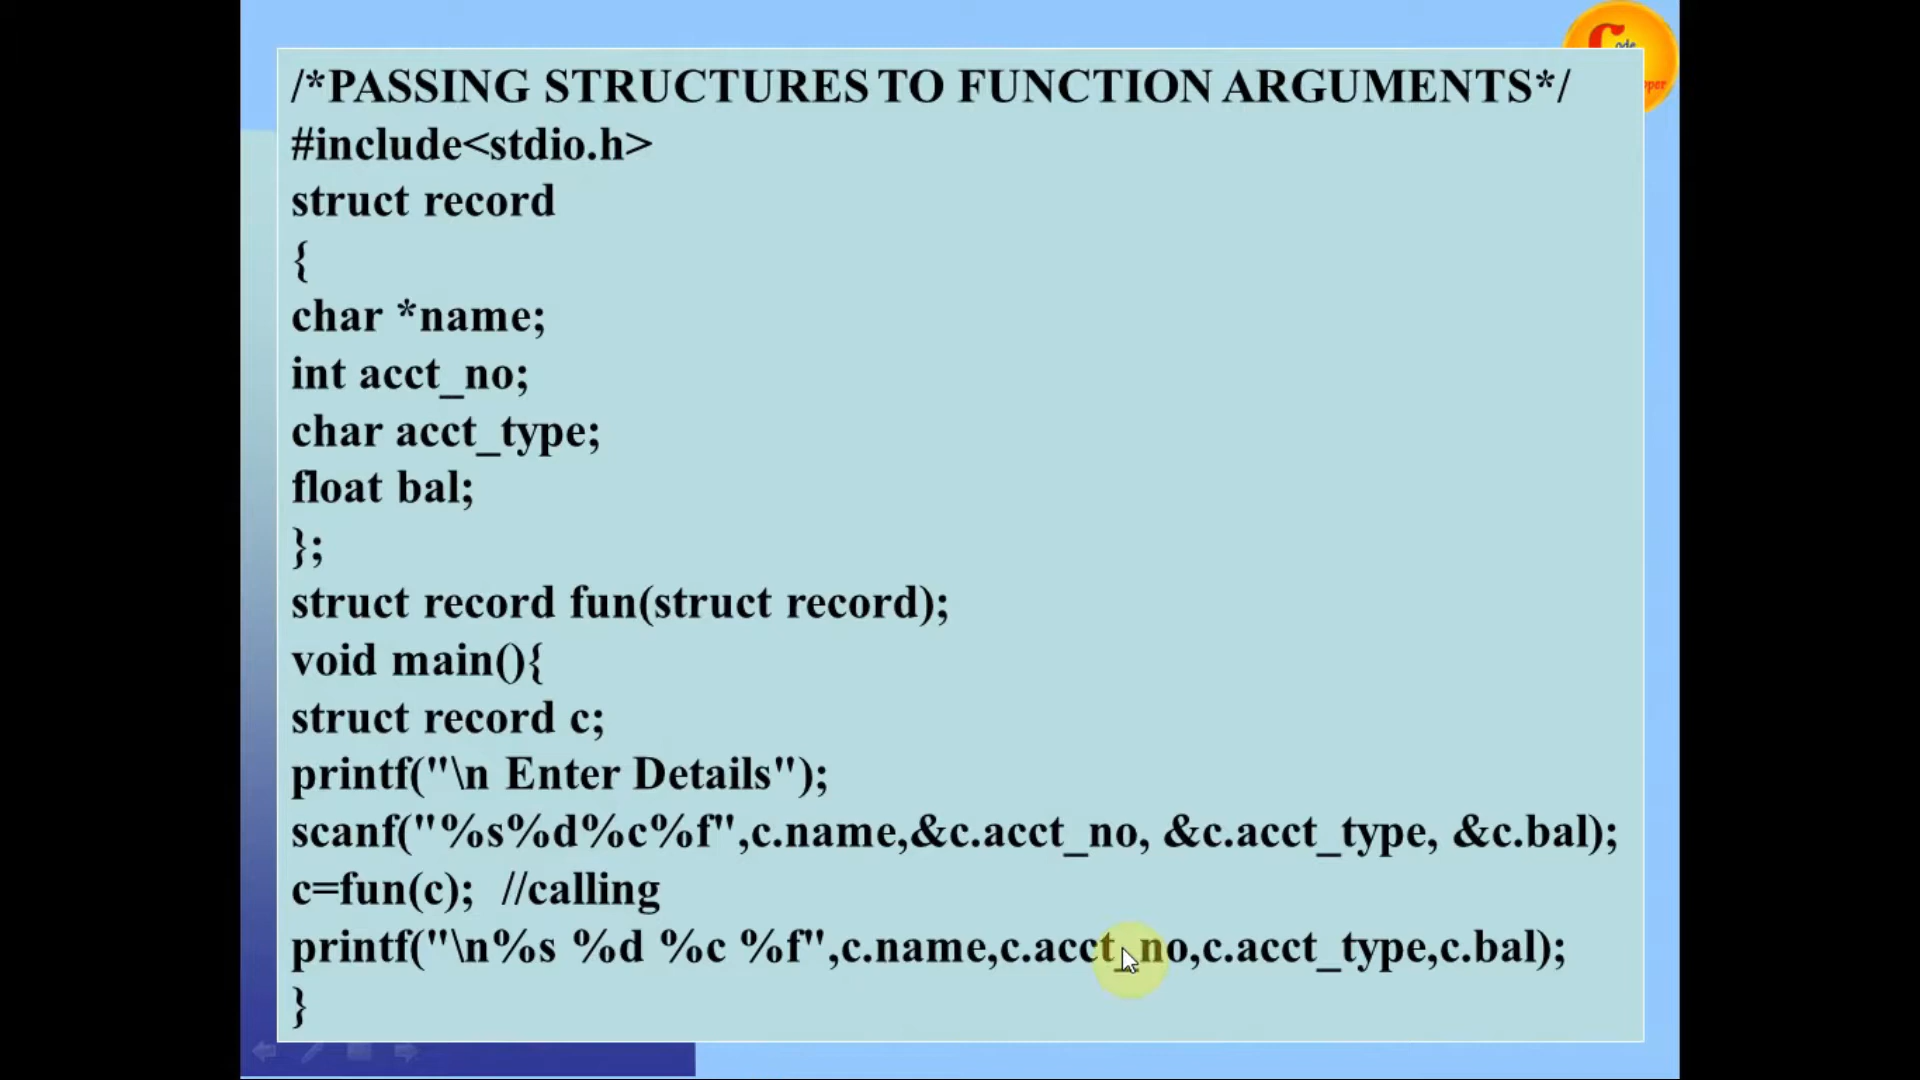 Code
oper
/*PASSING STRUCTURES TO FUNCTION ARGUMENTS*/
#include<stdio.h>
struct record
{
char *name;
int acct_no;
char acct_type;
float bal;
};
struct record fun(struct record);
void main(){
struct record c;
printf("\n Enter Details");
scanf("%s%d%c%f",c.name,&c.acct_no, &c.acct_type, &c.bal);
c=fun(c);  //calling
printf("\n%s %d %c %f",c.name,c.acct_no,c.acct_type,c.bal);
}